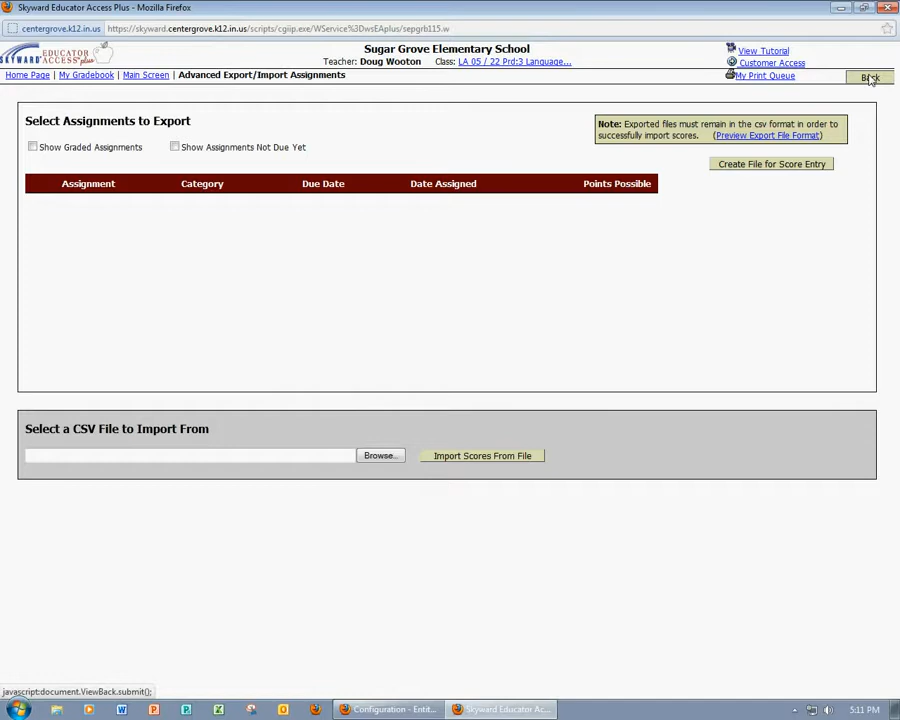 Skyward Educator Access Plus - Mozilla Firefox
centergrove.k12.in.us https://skyward.centergrove.k12.in.us/scripts/cgiip.exe/WService%3DwsEAplus/sepgrb115.w
SKYWARD EDUCATOR ACCESS plus
Sugar Grove Elementary School
Teacher: Doug Wootton Class: LA 05 / 22 Prd:3 Language...
View Tutorial
Customer Access
My Print Queue
Home Page | My Gradebook | Main Screen | Advanced Export/Import Assignments
Back
Select Assignments to Export
Show Graded Assignments Show Assignments Not Due Yet
Note: Exported files must remain in the csv format in order to
successfully import scores. (Preview Export File Format)
Create File for Score Entry
Assignment Category Due Date Date Assigned Points Possible
Select a CSV File to Import From
Browse... Import Scores From File
javascript:document.ViewBack.submit();
Configuration - Entit... Skyward Educator Ac... 5:11 PM